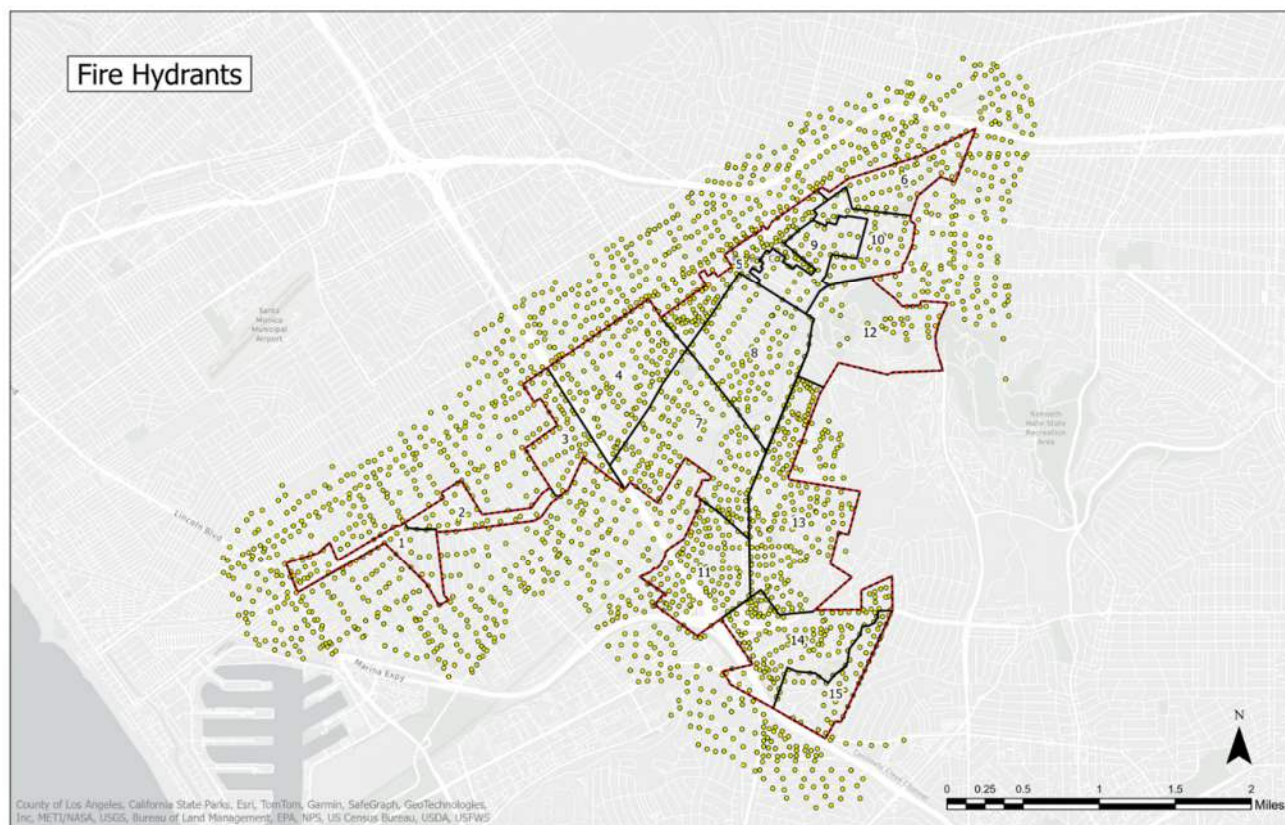 Fire Hydrants
6
9
10
5
12
8
4
7
3
2
13
1
11
14
15
Santa
Monica
Municipal
Airport
Kenneth
Hahn State
Recreation
Area
Lincoln Blvd
Marina Expy
N
0 0.25 0.5 1 1.5 2
Miles
County of Los Angeles, California State Parks, Esri, TomTom, Garmin, SafeGraph, GeoTechnologies,
Inc, METI/NASA, USGS, Bureau of Land Management, EPA, NPS, US Census Bureau, USDA, USFWS